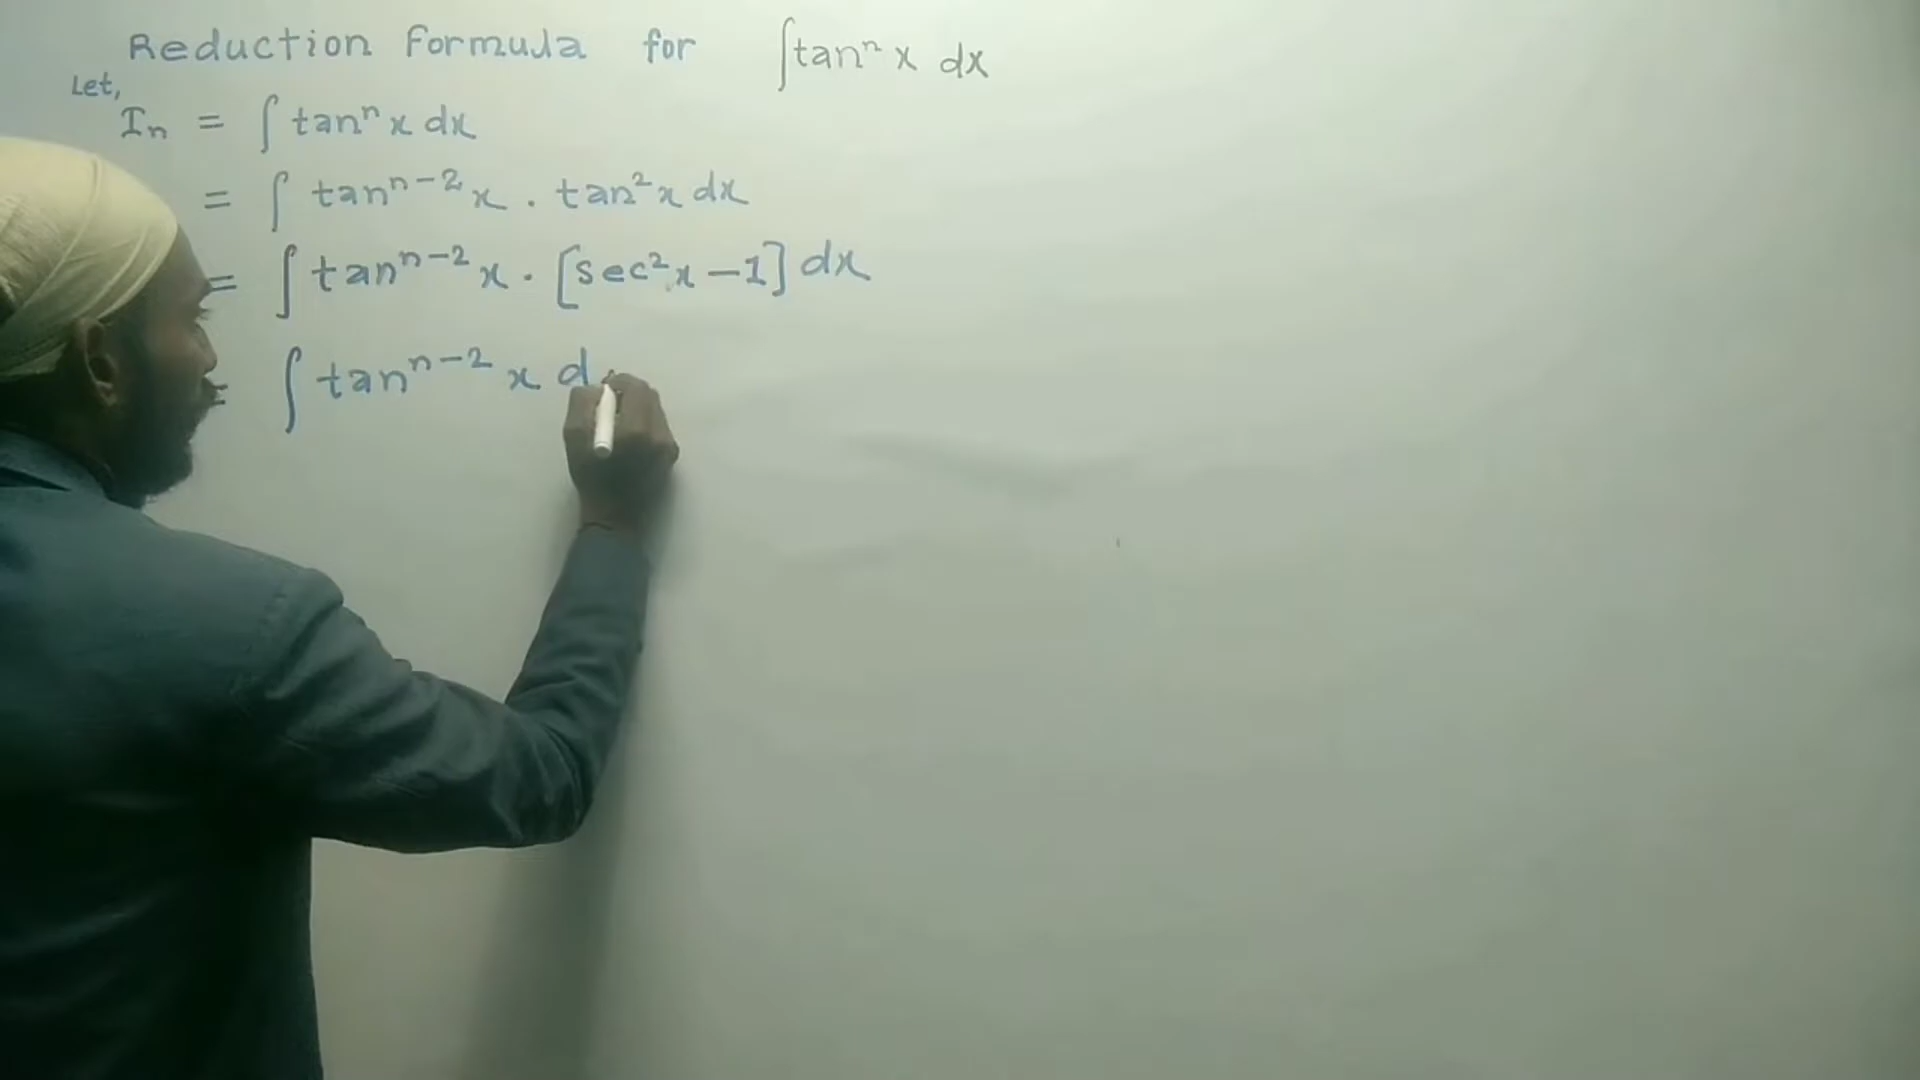 Reduction Formula for ∫tanⁿ x dx
Let,
Iₙ = ∫ tanⁿ x dx
= ∫ tanⁿ⁻² x . tan² x dx
= ∫ tanⁿ⁻² x . [sec² x – 1] dx
= ∫ tanⁿ⁻² x d